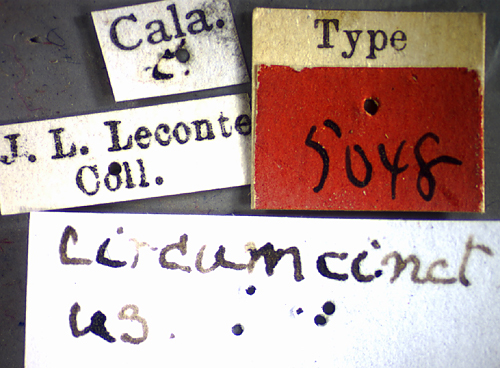 Cala.
C.
Type
5048
J. L. Leconte
Coll.
circumcinct
us.